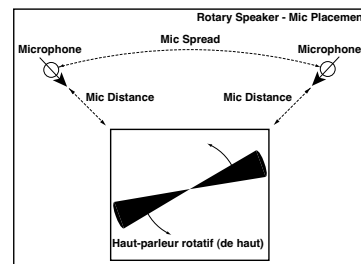 Rotary Speaker - Mic Placemen
Microphone
Microphone
Mic Spread
Mic Distance
Mic Distance
Haut-parleur rotatif (de haut)